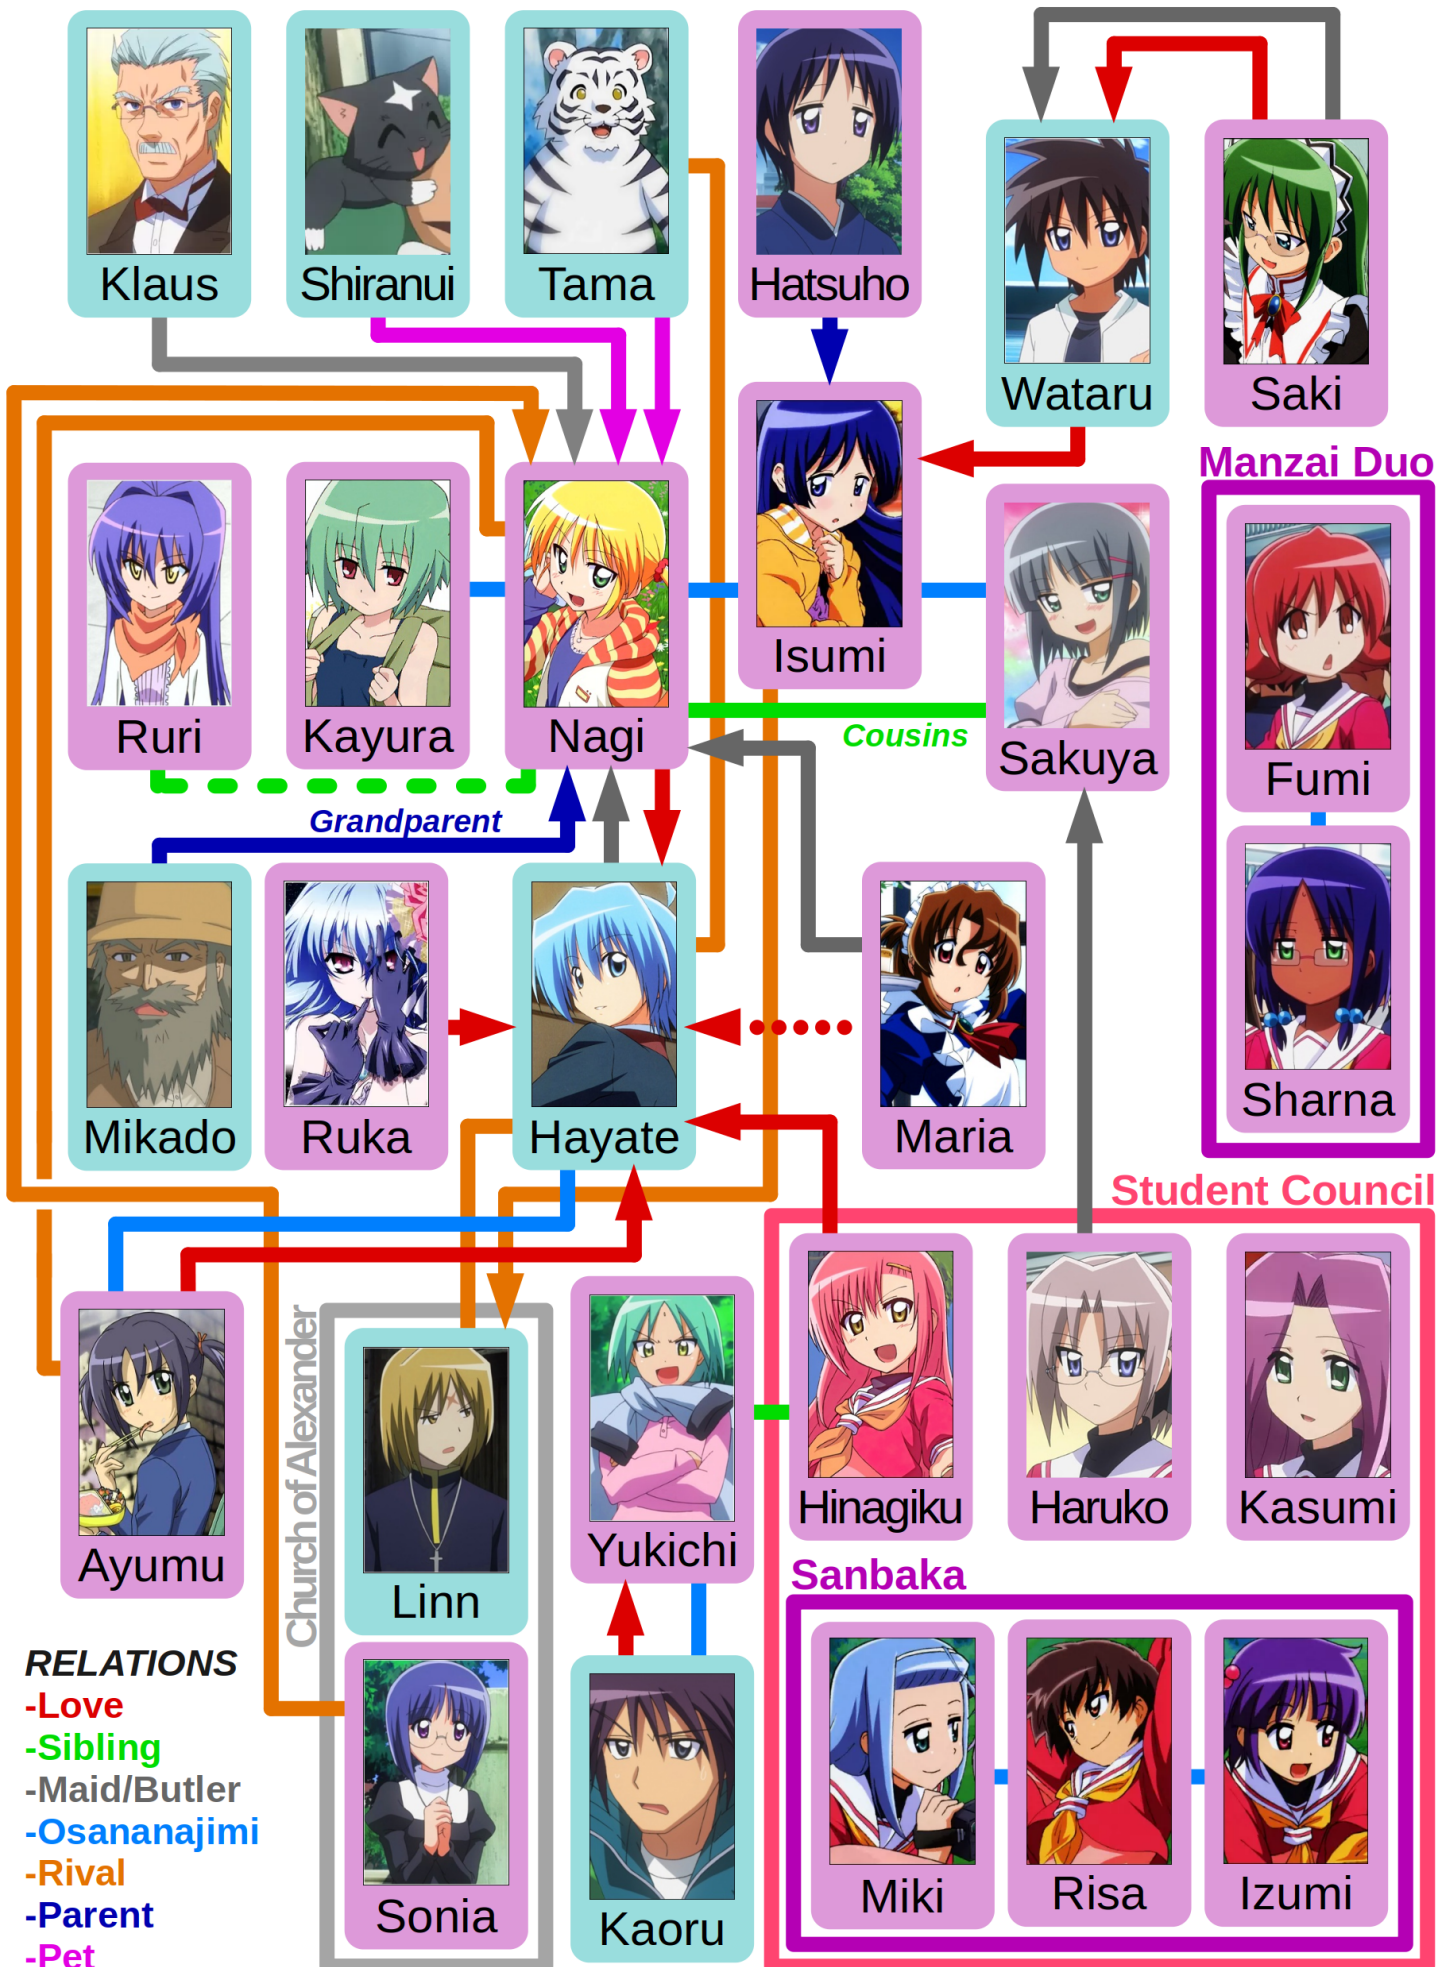 Klaus
Shiranui
Tama
Hatsuho
Wataru
Saki
Manzai Duo
Ruri
Kayura
Nagi
Isumi
Cousins
Sakuya
Fumi
Grandparent
Mikado
Ruka
Hayate
Maria
Sharna
Student Council
Church of Alexander
Ayumu
Linn
Yukichi
Hinagiku
Haruko
Kasumi
Sanbaka
Sonia
Kaoru
Miki
Risa
Izumi
RELATIONS
-Love
-Sibling
-Maid/Butler
-Osananajimi
-Rival
-Parent
-Pet